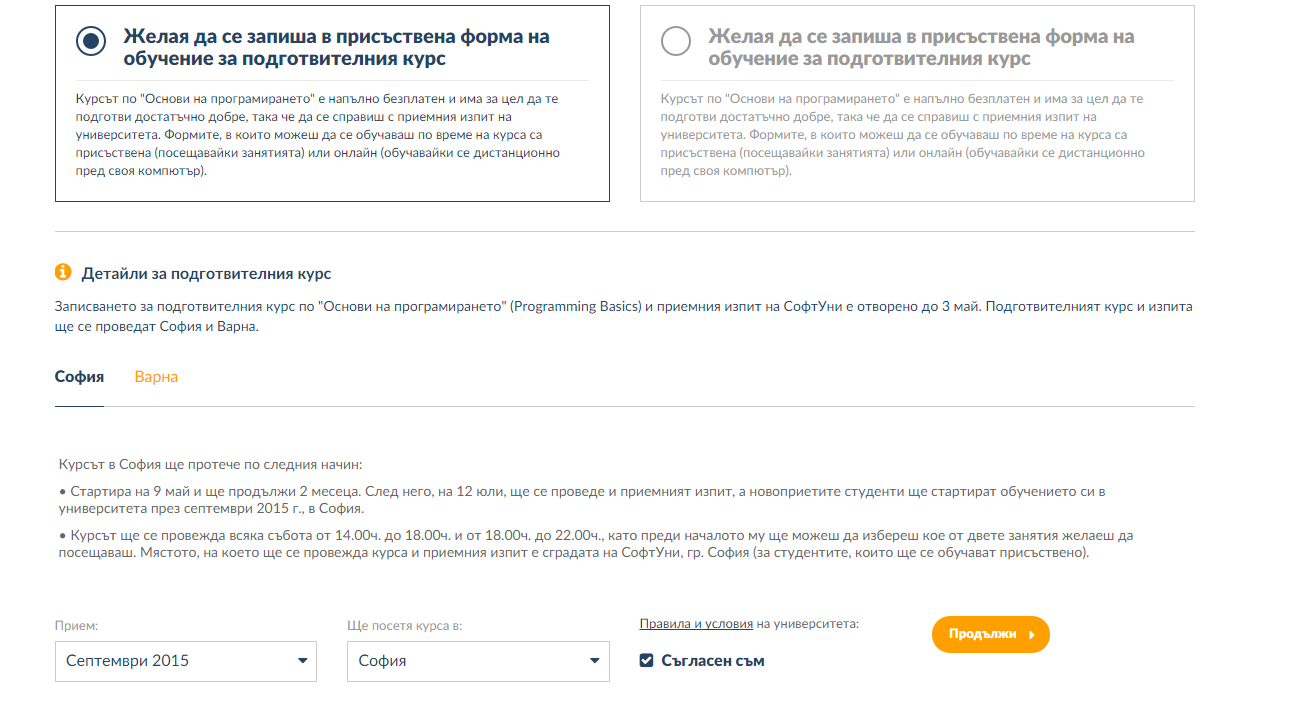 Желая да се запиша в присъствена форма на
обучение за подготвителния курс
Курсът по "Основи на програмирането" е напълно безплатен и има за цел да те
подготви достатъчно добре, така че да се справиш с приемния изпит на
университета. Формите, в които можеш да се обучаваш по време на курса са
присъствена (посещавайки занятията) или онлайн (обучавайки се дистанционно
пред своя компютър).
Желая да се запиша в присъствена форма на
обучение за подготвителния курс
Курсът по "Основи на програмирането" е напълно безплатен и има за цел да те
подготви достатъчно добре, така че да се справиш с приемния изпит на
университета. Формите, в които можеш да се обучаваш по време на курса са
присъствена (посещавайки занятията) или онлайн (обучавайки се дистанционно
пред своя компютър).
Детайли за подготвителния курс
Записването за подготвителния курс по "Основи на програмирането" (Programming Basics) и приемния изпит на СофтУни е отворено до 3 май. Подготвителният курс и изпита
ще се проведат София и Варна.
София Варна
Курсът в София ще протече по следния начин:
• Стартира на 9 май и ще продължи 2 месеца. След него, на 12 юли, ще се проведе и приемният изпит, а новоприетите студенти ще стартират обучението си в
университета през септември 2015 г., в София.
• Курсът ще се провежда всяка събота от 14.00ч. до 18.00ч. и от 18.00ч. до 22.00ч., като преди началото му ще можеш да избереш кое от двете занятия желаеш да
посещаваш. Мястото, на което ще се провежда курса и приемния изпит е сградата на СофтУни, гр. София (за студентите, които ще се обучават присъствено).
Прием:
Септември 2015
Ще посетя курса в:
София
Правила и условия на университета:
Съгласен съм
Продължи